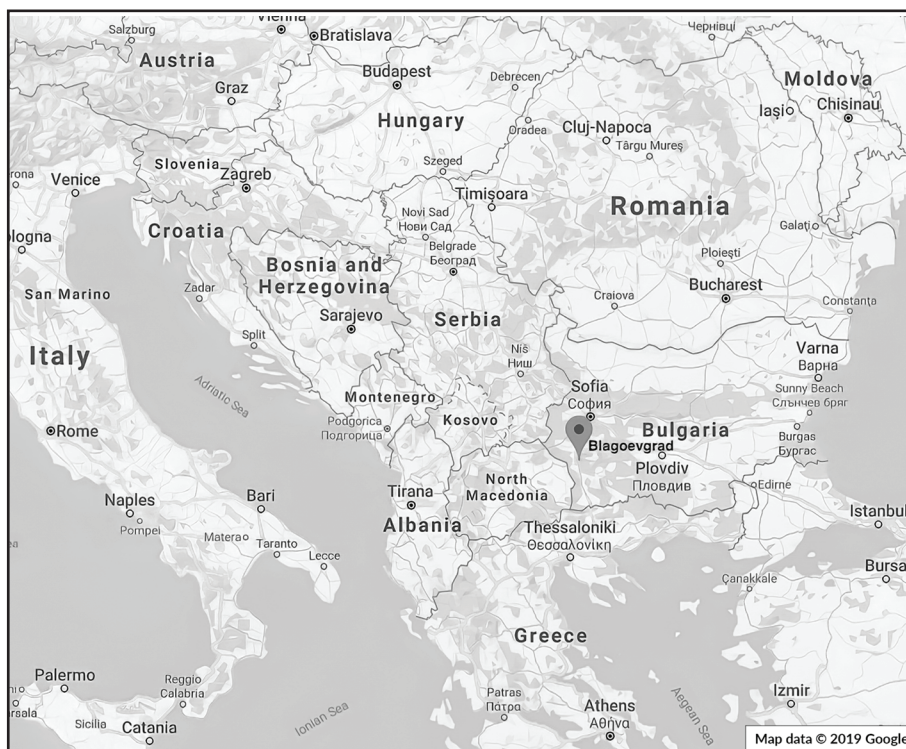 Vienna
Salzburg
Bratislava
Чернівці
Austria
Budapest
Debrecen
Moldova
Graz
Iași
Chisinau
Hungary
Oradea
Cluj-Napoca
Târgu Mureș
Slovenia
Zagreb
Szeged
rona
Venice
Timișoara
Romania
Novi Sad
Нови Сад
Croatia
Galați
ologna
Belgrade
Београд
Ploiești
Bosnia and
Herzegovina
San Marino
Zadar
Craiova
Bucharest
Constanța
Sarajevo
Serbia
Split
Italy
Niš
Ниш
Varna
Варна
Adriatic Sea
Sofia
София
Sunny Beach
Слънчев бряг
Montenegro
Podgorica
Подгорица
Kosovo
Rome
Bulgaria
Blagoevgrad
Burgas
Бургас
Plovdiv
Пловдив
North
Macedonia
Edirne
Tirana
Naples
Bari
Pompei
Albania
Thessaloniki
Θεσσαλονίκη
Istanbul
Matera
Taranto
ea
Lecce
Bursa
Çanakkale
Greece
Palermo
Reggio
Calabria
Patras
Πάτρα
Izmir
rsala
Sicilia
Catania
Ionian Sea
Athens
Αθήνα
Aegean Sea
Map data © 2019 Google